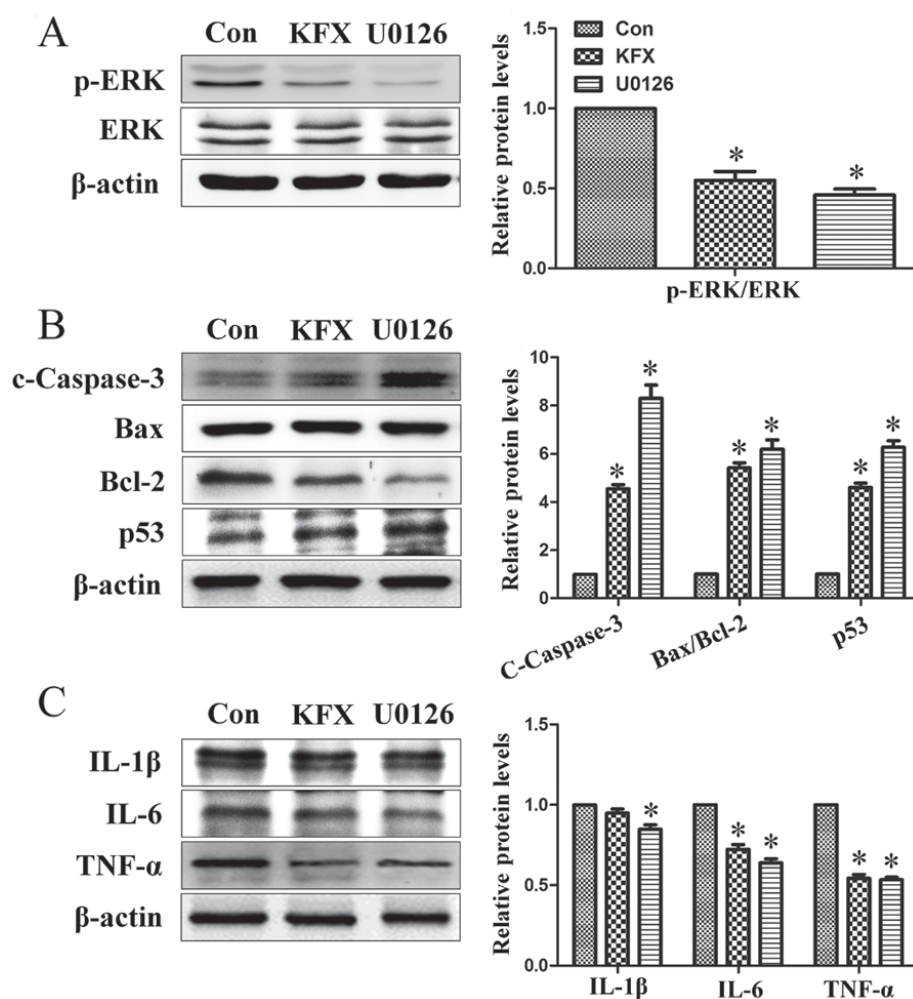 A
Con KFX U0126
p-ERK
ERK
β-actin
Relative protein levels
1.5
1.0
0.5
0.0
Con
KFX
U0126
*
*
p-ERK/ERK
B
Con KFX U0126
c-Caspase-3
Bax
Bcl-2
p53
β-actin
Relative protein levels
10
8
6
4
2
0
* *
* *
* *
C-Caspase-3
Bax/Bcl-2
p53
C
Con KFX U0126
IL-1β
IL-6
TNF-α
β-actin
Relative protein levels
1.5
1.0
0.5
0.0
*
* *
* *
IL-1β IL-6 TNF-α